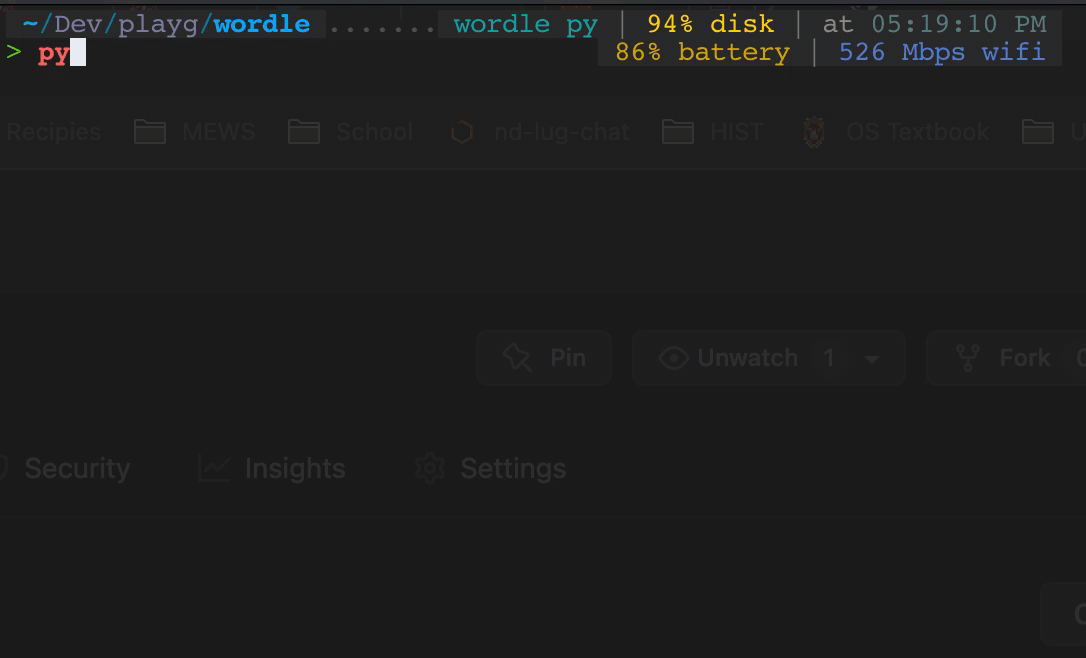 ~/Dev/playg/wordle ....... wordle py | 94% disk | at 05:19:10 PM
> py 86% battery | 526 Mbps wifi
Recipies MEWS School nd-lug-chat HIST OS Textbook
Pin Unwatch 1 Fork
Security Insights Settings